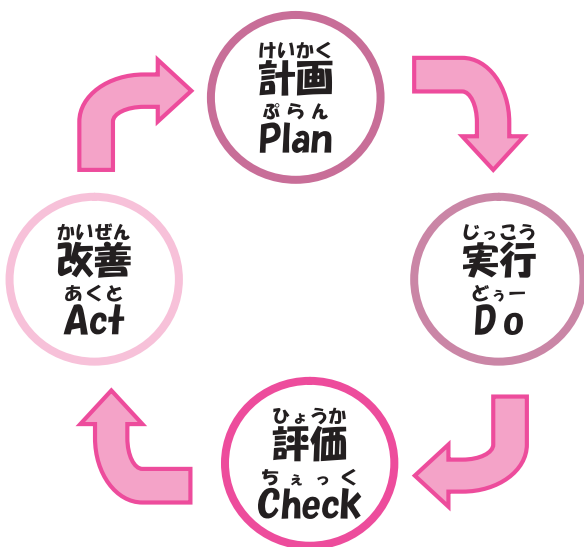 けいかく
計画
ぷらん
Plan
じっこう
実行
どぅー
Do
ひょうか
評価
ちぇっく
Check
かいぜん
改善
あくと
Act